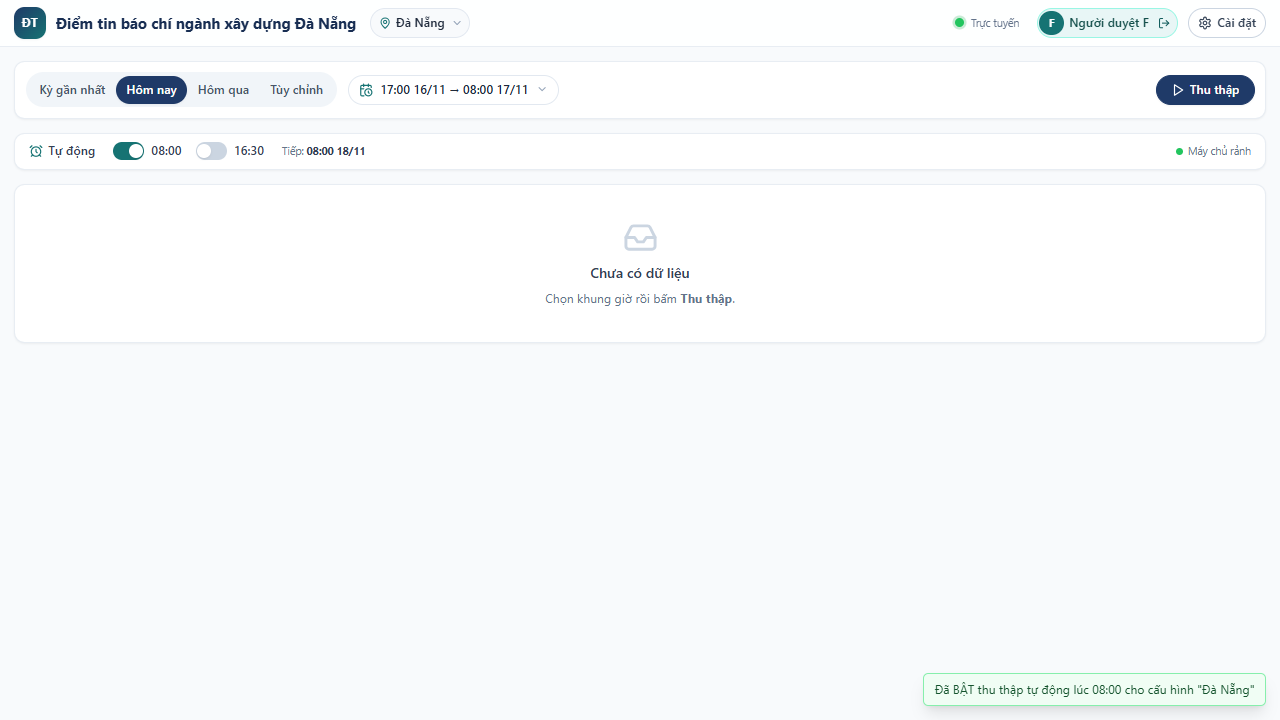 ĐT Điểm tin báo chí ngành xây dựng Đà Nẵng Đà Nẵng Trực tuyến F Người duyệt F Cài đặt
Kỳ gần nhất Hôm nay Hôm qua Tùy chỉnh 17:00 16/11 → 08:00 17/11 Thu thập
Tự động 08:00 16:30 Tiếp: 08:00 18/11 Máy chủ rảnh
Chưa có dữ liệu
Chọn khung giờ rồi bấm Thu thập.
Đã BẬT thu thập tự động lúc 08:00 cho cấu hình "Đà Nẵng"